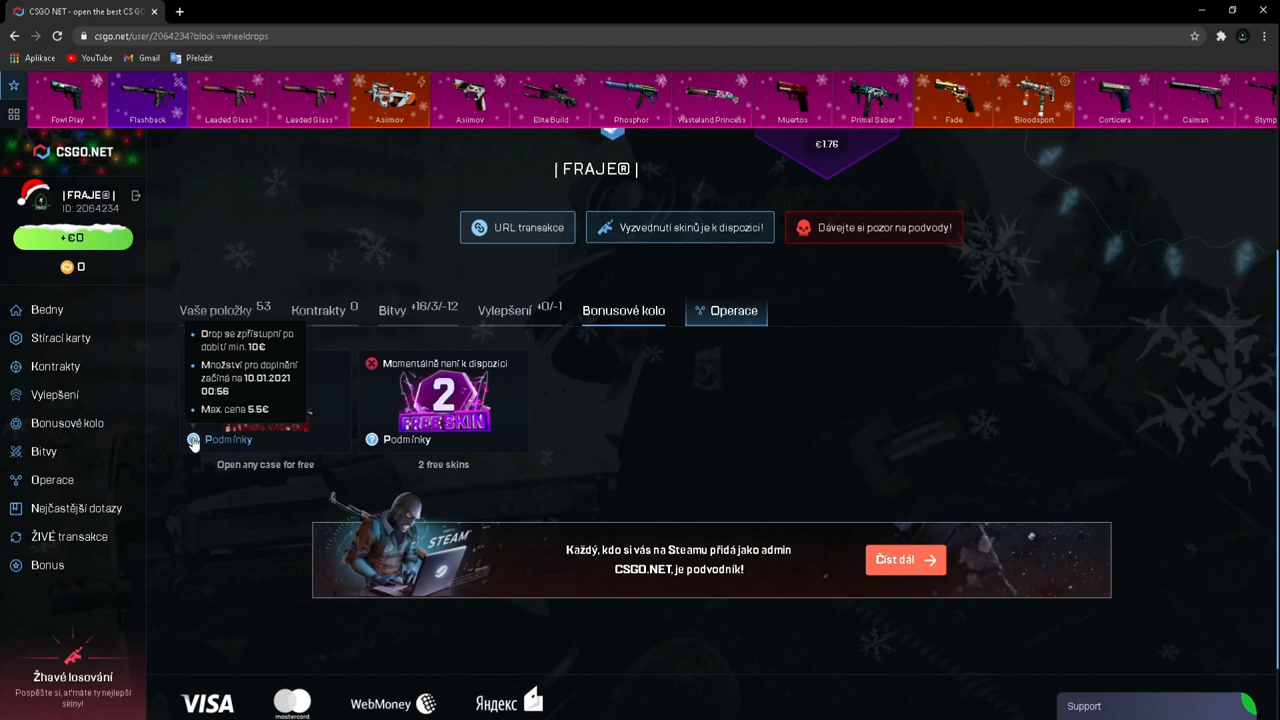 CSGO.NET - open the best CS GO
csgo.net/user/2064234?block=wheeldrops
Aplikace YouTube Gmail Přeložit
Fowl Play Flashback Leaded Glass Leaded Glass Asiimov Asiimov Elite Build Phosphor Wasteland Princess Muertos Primal Saber Fade Bloodsport Corticera Caiman
CSGO.NET
| FRAJE® |
ID: 2064234
+€0
0
Bedny
Stírací karty
Kontrakty
Vylepšení
Bonusové kolo
Bitvy
Operace
Nejčastější dotazy
ŽIVÉ transakce
Bonus
Žhavé losování
Pospěšte si, ať máte ty nejlepší
skiny!
€1.76
| FRAJE® |
URL transakce
Vyzvednutí skinů je k dispozici!
Dávejte si pozor na podvody!
Vaše položky 53
Kontrakty 0
Bitvy +16/3/-12
Vylepšení +0/-1
Bonusové kolo
Operace
Drop se zpřístupní po
dobití min. 10€
Množství pro doplnění
začíná na 10.01.2021
00:56
Max. cena 5.5€
Podmínky
Open any case for free
Momentálně není k dispozici
2
FREE SKIN
Podmínky
2 free skins
STEAM
Každý, kdo si vás na Steamu přidá jako admin
CSGO.NET, je podvodník!
Číst dál
VISA mastercard WebMoney Яндекс
Support